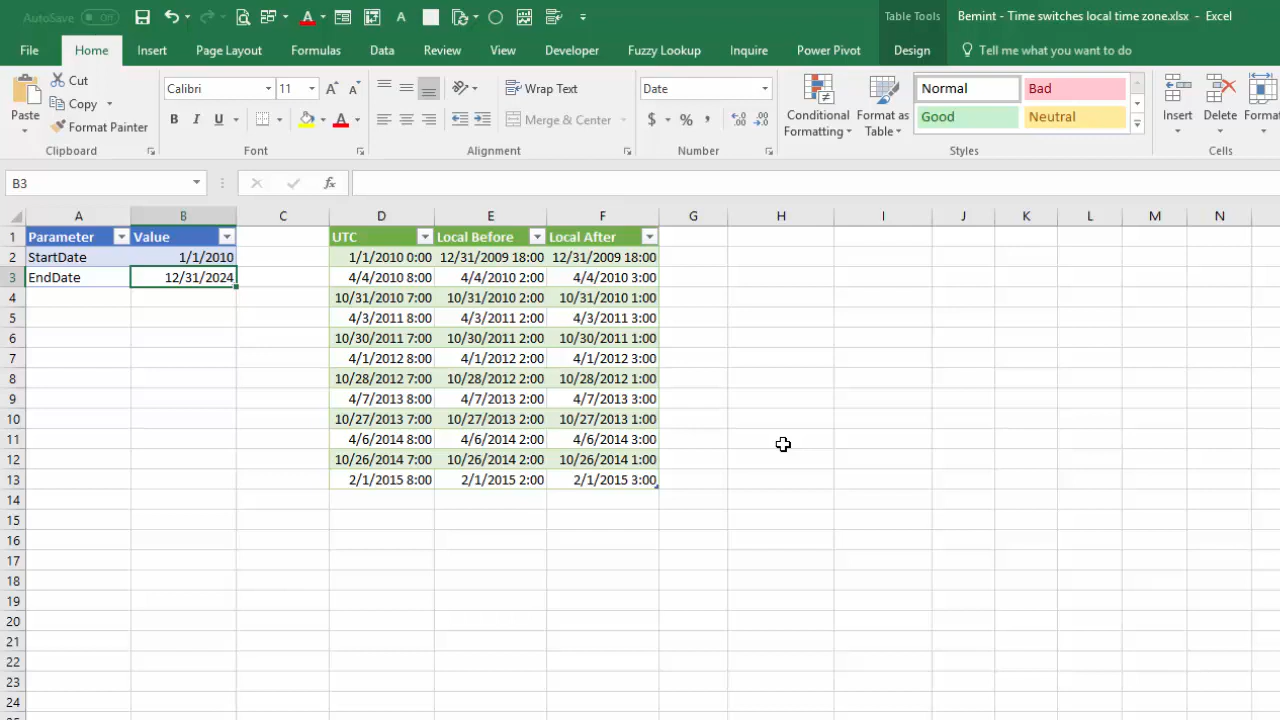 AutoSave Off Table Tools Bemint - Time switches local time zone.xlsx - Excel
File Home Insert Page Layout Formulas Data Review View Developer Fuzzy Lookup Inquire Power Pivot Design Tell me what you want to do
Paste Cut Copy Format Painter
Calibri 11 A A
B I U A
Wrap Text
Merge & Center
Date
$ % ,
Conditional Formatting Format as Table
Normal Bad
Good Neutral
Insert Delete Format
Clipboard Font Alignment Number Styles Cells
B3 fx
A B C D E F G H I J K L M N
1 Parameter Value UTC Local Before Local After
2 StartDate 1/1/2010 1/1/2010 0:00 12/31/2009 18:00 12/31/2009 18:00
3 EndDate 12/31/2024 4/4/2010 8:00 4/4/2010 2:00 4/4/2010 3:00
4 10/31/2010 7:00 10/31/2010 2:00 10/31/2010 1:00
5 4/3/2011 8:00 4/3/2011 2:00 4/3/2011 3:00
6 10/30/2011 7:00 10/30/2011 2:00 10/30/2011 1:00
7 4/1/2012 8:00 4/1/2012 2:00 4/1/2012 3:00
8 10/28/2012 7:00 10/28/2012 2:00 10/28/2012 1:00
9 4/7/2013 8:00 4/7/2013 2:00 4/7/2013 3:00
10 10/27/2013 7:00 10/27/2013 2:00 10/27/2013 1:00
11 4/6/2014 8:00 4/6/2014 2:00 4/6/2014 3:00
12 10/26/2014 7:00 10/26/2014 2:00 10/26/2014 1:00
13 2/1/2015 8:00 2/1/2015 2:00 2/1/2015 3:00
14
15
16
17
18
19
20
21
22
23
24